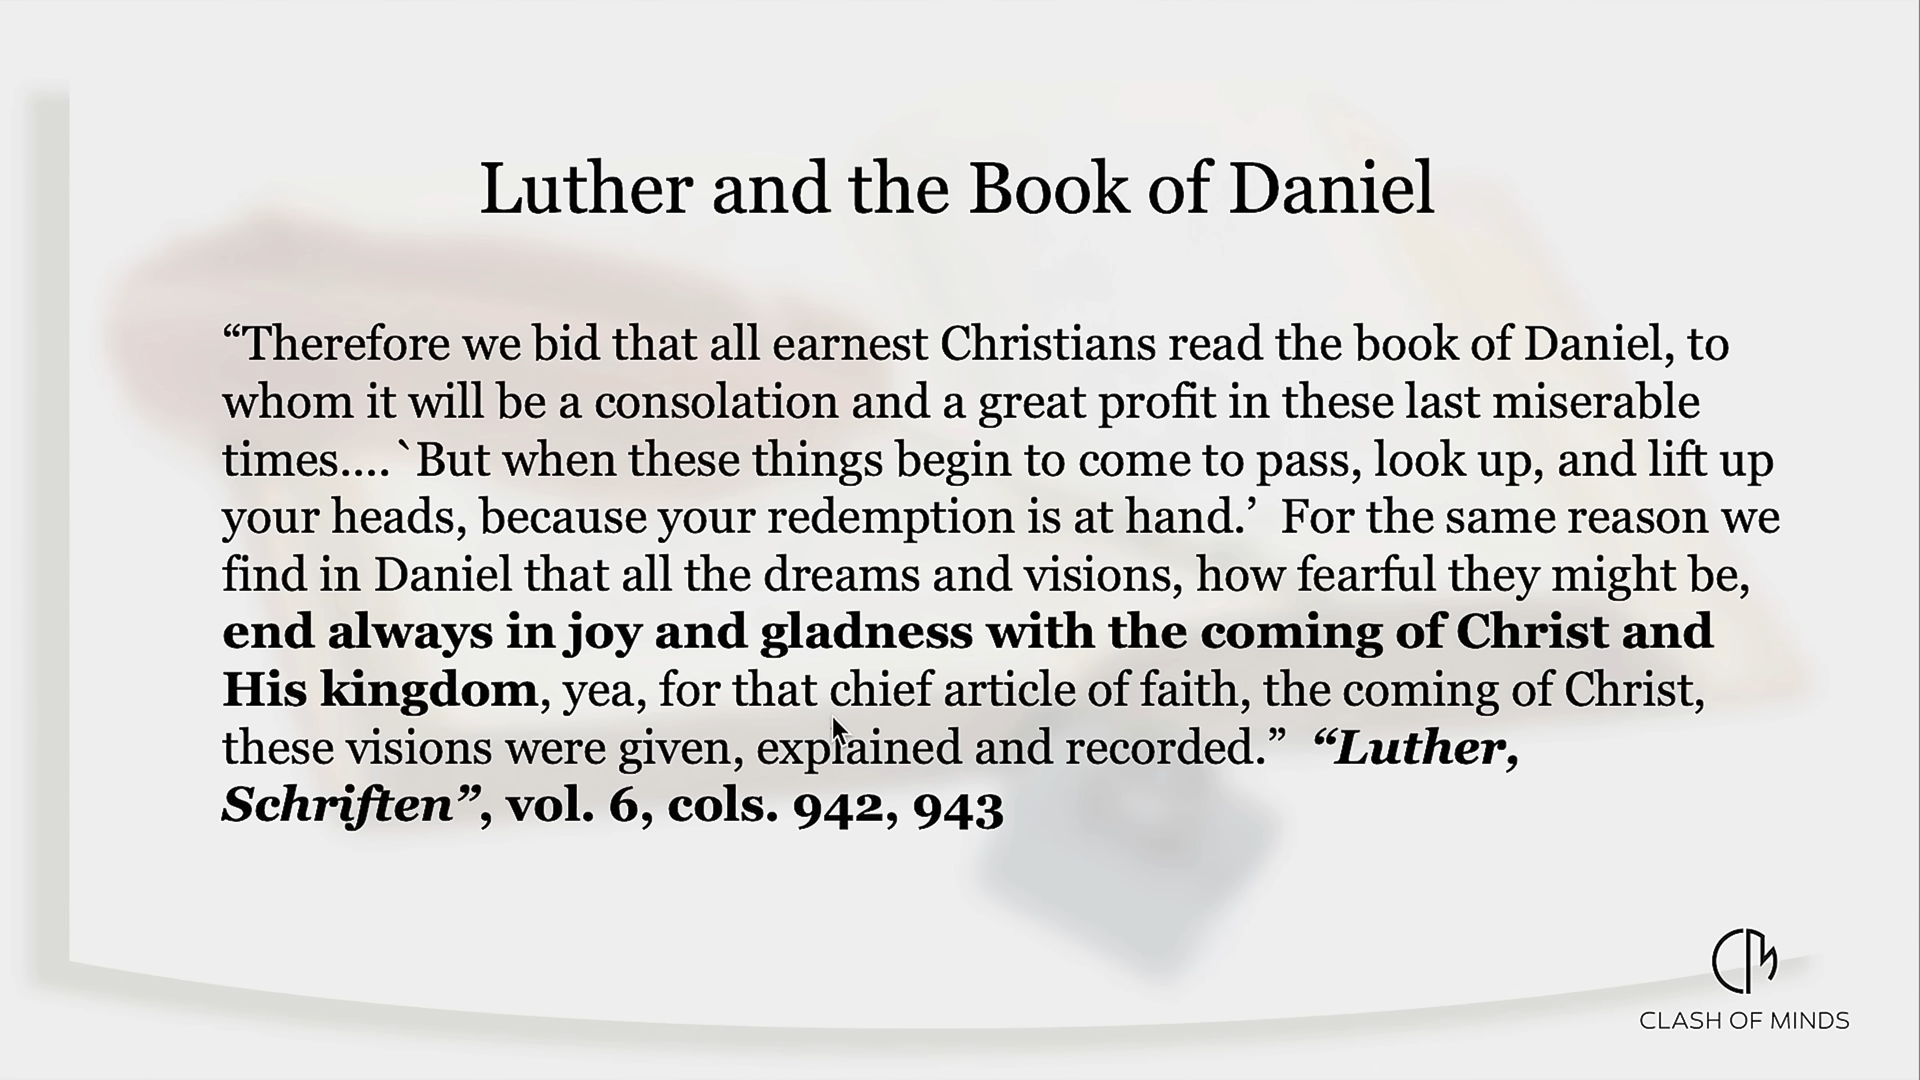 Luther and the Book of Daniel
“Therefore we bid that all earnest Christians read the book of Daniel, to
whom it will be a consolation and a great profit in these last miserable
times.... `But when these things begin to come to pass, look up, and lift up
your heads, because your redemption is at hand.’  For the same reason we
find in Daniel that all the dreams and visions, how fearful they might be,
end always in joy and gladness with the coming of Christ and
His kingdom, yea, for that chief article of faith, the coming of Christ,
these visions were given, explained and recorded.”  “Luther,
Schriften”, vol. 6, cols. 942, 943
CLASH OF MINDS